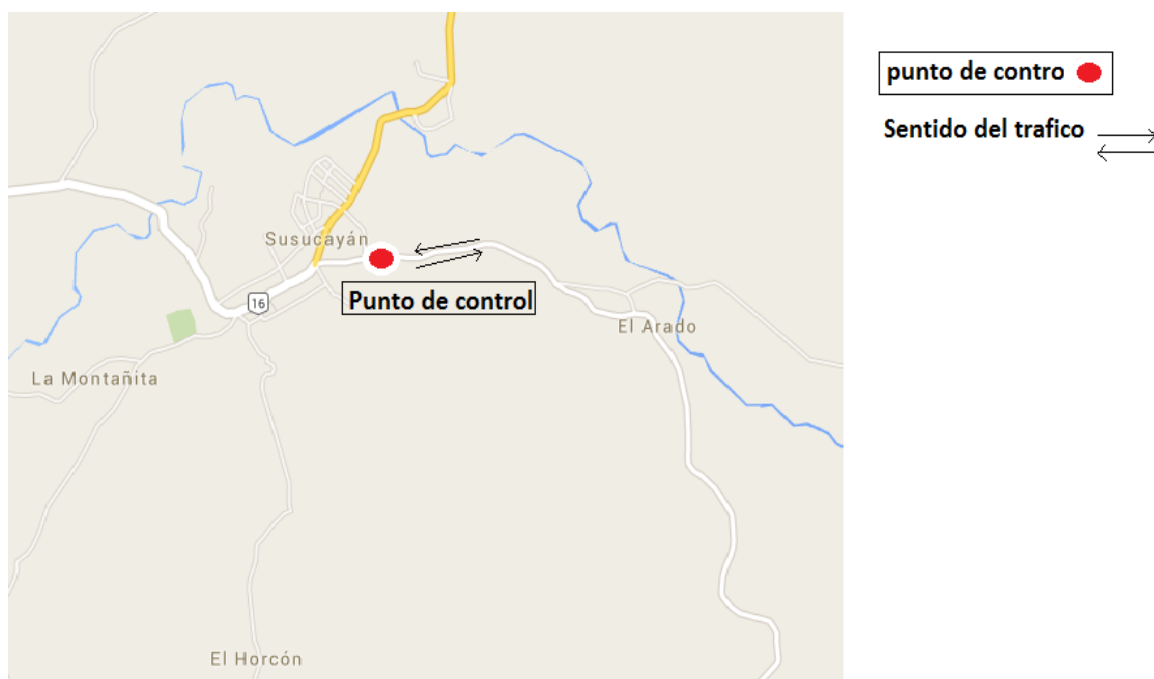 punto de contro
Sentido del trafico
Susucayán
16
Punto de control
El Arado
La Montañita
El Horcón